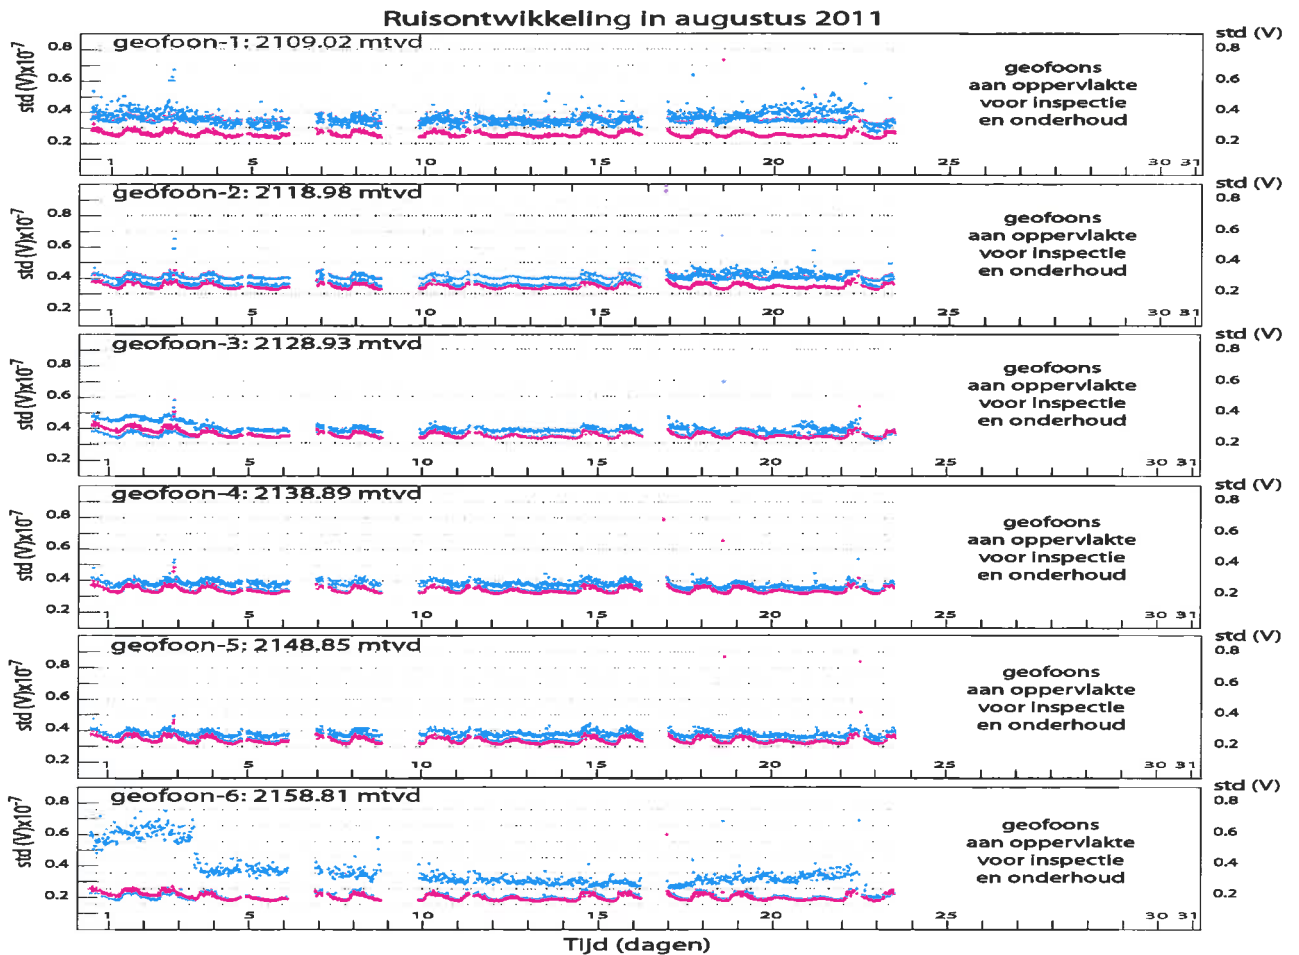 Ruisontwikkeling in augustus 2011
geofoon-1: 2109.02 mtvd
std (V)
std (V)x10-7
0.8 0.6 0.4 0.2
0.8 0.6 0.4 0.2
geofoons
aan oppervlakte
voor inspectie
en onderhoud
1 5 10 15 20 25 30 31
geofoon-2: 2118.98 mtvd
std (V)
std (V)x10-7
0.8 0.6 0.4 0.2
0.8 0.6 0.4 0.2
geofoons
aan oppervlakte
voor inspectie
en onderhoud
1 5 10 15 20 25 30 31
geofoon-3: 2128.93 mtvd
std (V)
std (V)x10-7
0.8 0.6 0.4 0.2
0.8 0.6 0.4 0.2
geofoons
aan oppervlakte
voor inspectie
en onderhoud
1 5 10 15 20 25 30 31
geofoon-4: 2138.89 mtvd
std (V)
std (V)x10-7
0.8 0.6 0.4 0.2
0.8 0.6 0.4 0.2
geofoons
aan oppervlakte
voor inspectie
en onderhoud
1 5 10 15 20 25 30 31
geofoon-5: 2148.85 mtvd
std (V)
std (V)x10-7
0.8 0.6 0.4 0.2
0.8 0.6 0.4 0.2
geofoons
aan oppervlakte
voor inspectie
en onderhoud
1 5 10 15 20 25 30 31
geofoon-6: 2158.81 mtvd
std (V)
std (V)x10-7
0.8 0.6 0.4 0.2
0.8 0.6 0.4 0.2
geofoons
aan oppervlakte
voor inspectie
en onderhoud
1 5 10 15 20 25 30 31
Tijd (dagen)